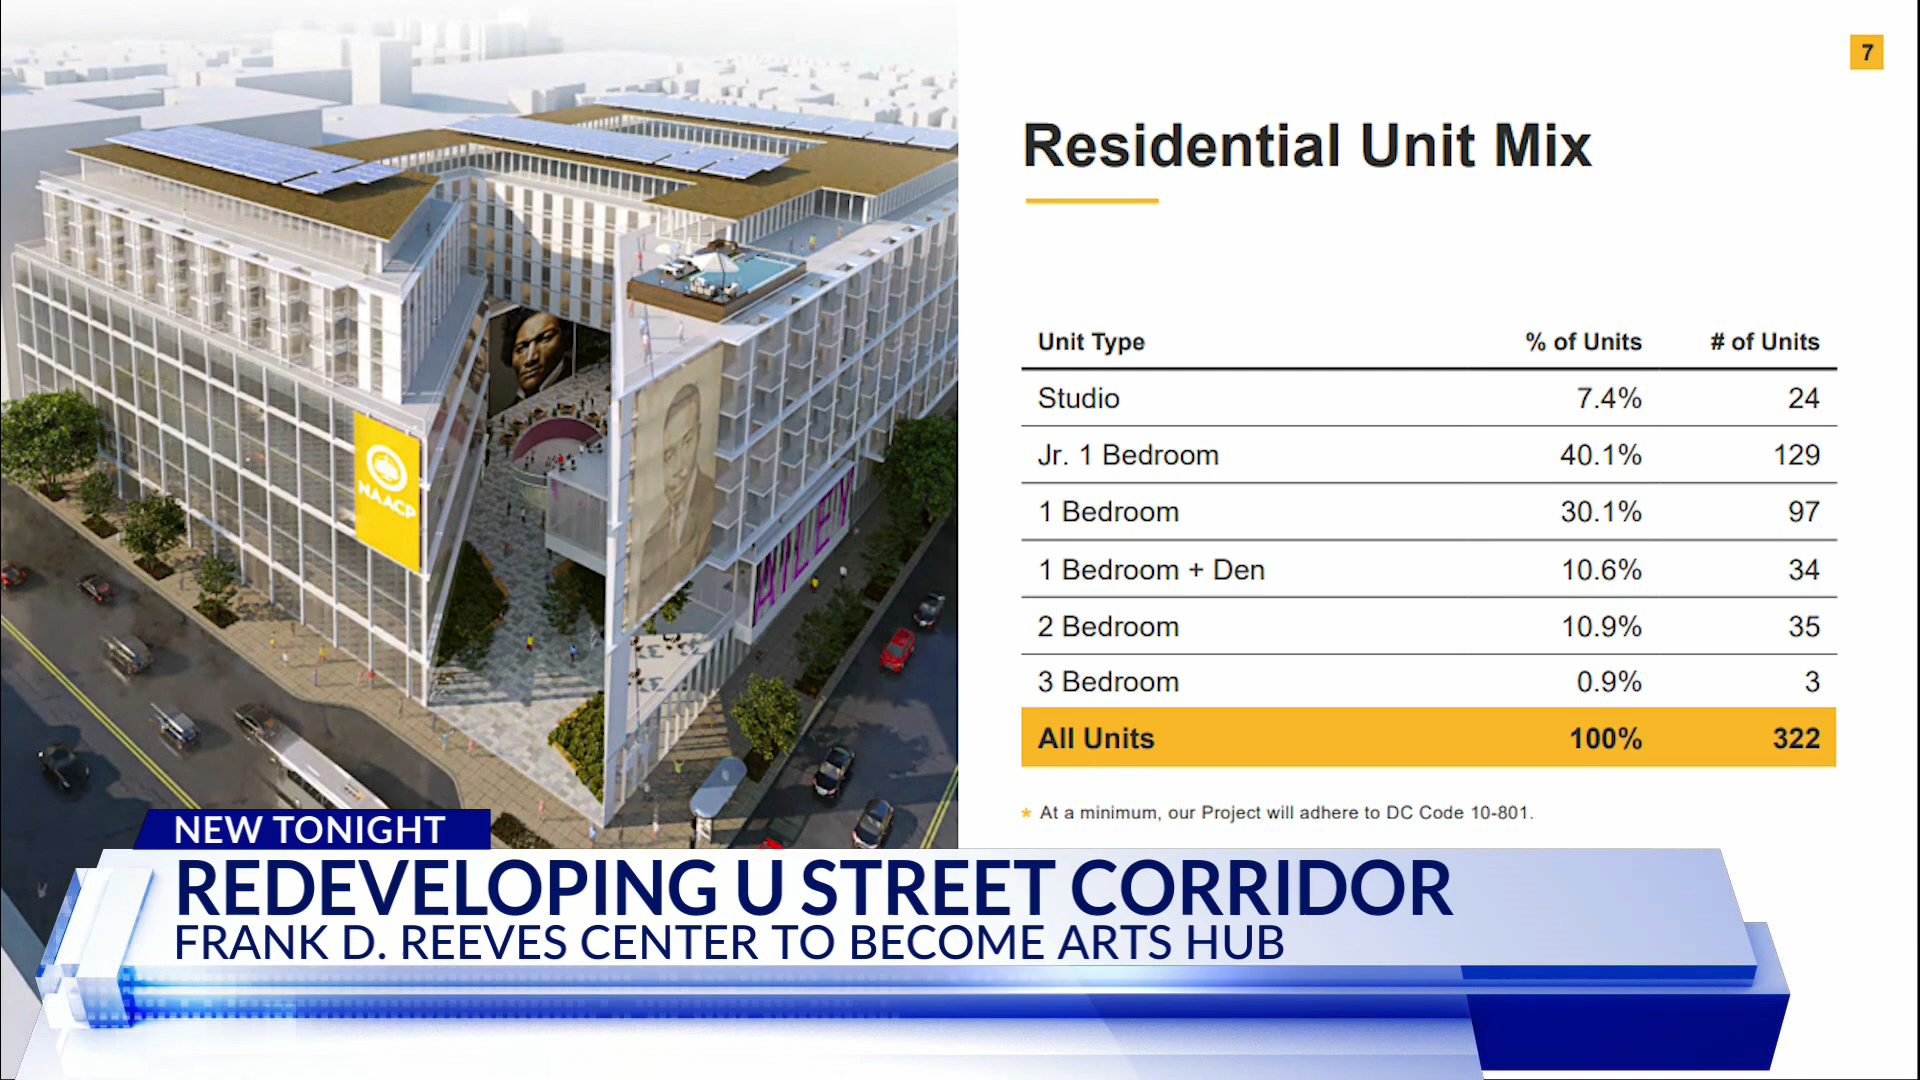 7
Residential Unit Mix
Unit Type % of Units # of Units
Studio 7.4% 24
Jr. 1 Bedroom 40.1% 129
1 Bedroom 30.1% 97
1 Bedroom + Den 10.6% 34
2 Bedroom 10.9% 35
3 Bedroom 0.9% 3
All Units 100% 322
* At a minimum, our Project will adhere to DC Code 10-801.
NAACP
AILEY
NEW TONIGHT
REDEVELOPING U STREET CORRIDOR
FRANK D. REEVES CENTER TO BECOME ARTS HUB